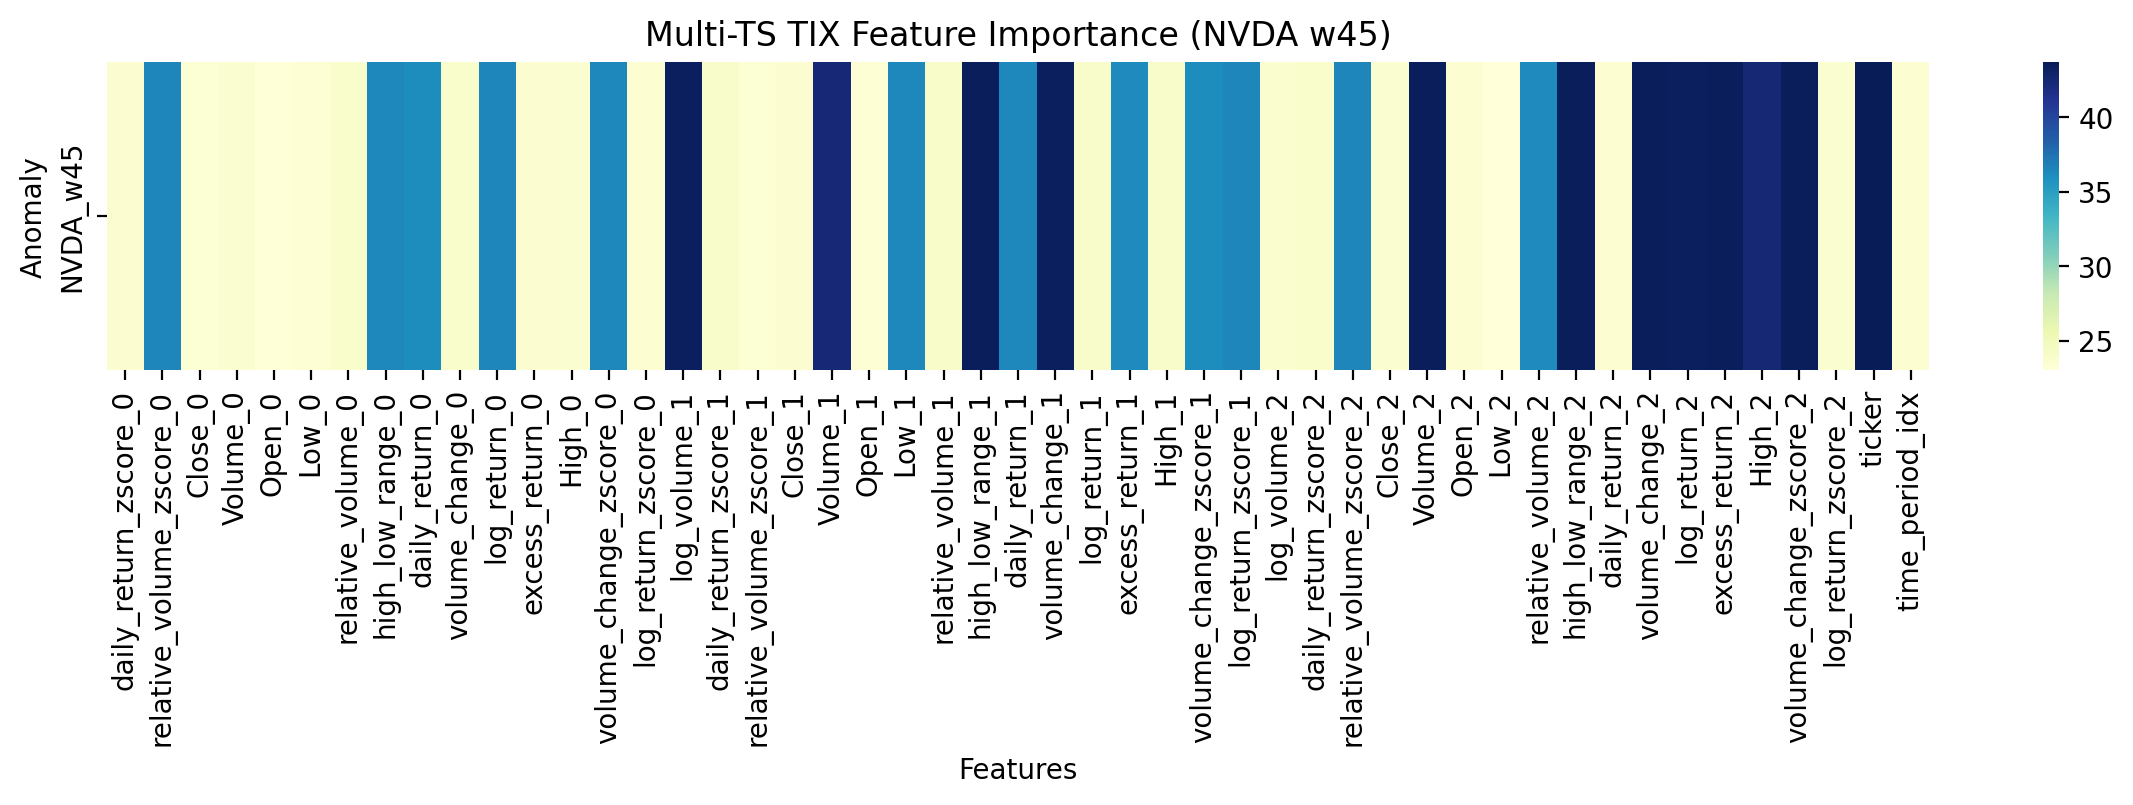 Multi-TS TIX Feature Importance (NVDA w45)
Anomaly
NVDA_w45
40
35
30
25
daily_return_zscore_0
relative_volume_zscore_0
Close_0
Volume_0
Open_0
Low_0
relative_volume_0
high_low_range_0
daily_return_0
volume_change_0
log_return_0
excess_return_0
High_0
volume_change_zscore_0
log_return_zscore_0
log_volume_1
daily_return_zscore_1
relative_volume_zscore_1
Close_1
Volume_1
Open_1
Low_1
relative_volume_1
high_low_range_1
daily_return_1
volume_change_1
log_return_1
excess_return_1
High_1
volume_change_zscore_1
log_return_zscore_1
log_volume_2
daily_return_zscore_2
relative_volume_zscore_2
Close_2
Volume_2
Open_2
Low_2
relative_volume_2
high_low_range_2
daily_return_2
volume_change_2
log_return_2
excess_return_2
High_2
volume_change_zscore_2
log_return_zscore_2
ticker
time_period_idx
Features